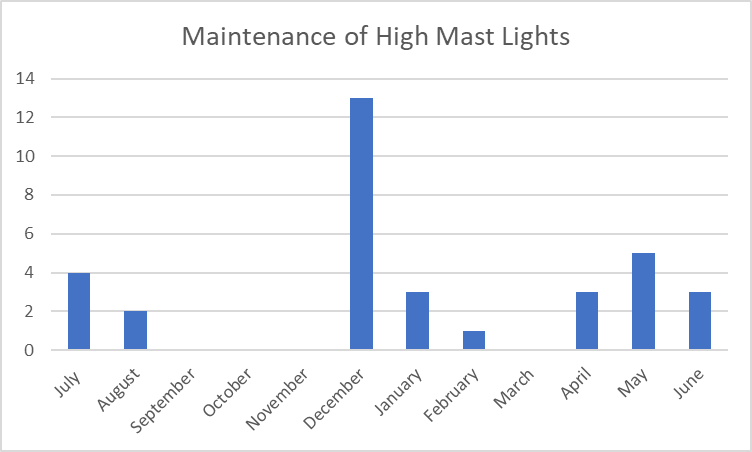 Maintenance of High Mast Lights
14
12
10
8
6
4
2
0
July
August
September
October
November
December
January
February
March
April
May
June